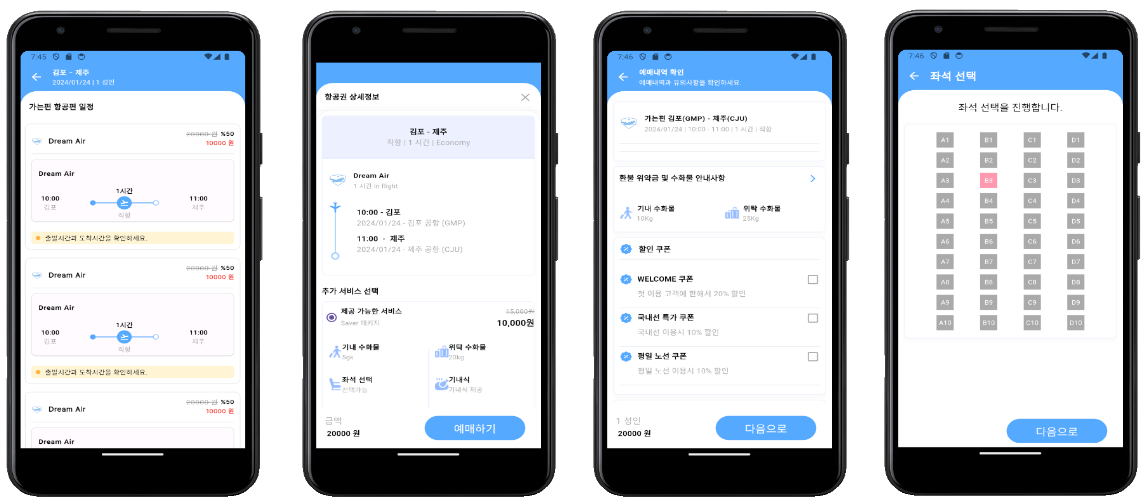 7:45
김포 - 제주
2024/01/24 | 1 성인
가는편 항공편 일정
Dream Air
20000 원 %50
10000 원
Dream Air
10:00
김포
1시간
직항
11:00
제주
출발시간과 도착시간을 확인하세요.
Dream Air
20000 원 %50
10000 원
Dream Air
10:00
김포
1시간
직항
11:00
제주
출발시간과 도착시간을 확인하세요.
Dream Air
20000 원 %50
10000 원
Dream Air
항공권 상세정보
김포 - 제주
직항 | 1 시간 | Economy
Dream Air
1 시간 in flight
10:00 - 김포
2024/01/24 - 김포 공항 (GMP)
11:00 - 제주
2024/01/24 - 제주 공항 (CJU)
추가 서비스 선택
제공 가능한 서비스
15,000원
Saver 패키지
10,000원
기내 수화물
5gk
위탁 수화물
20kg
좌석 선택
선택가능
기내식
기내식 제공
금액
20000 원
예매하기
7:46
예매내역 확인
예매내역과 유의사항을 확인하세요.
가는편 김포(GMP) - 제주(CJU)
2024/01/24 | 10:00 - 11:00 | 1 시간 | 직항
환불 위약금 및 수화물 안내사항
기내 수화물
10Kg
위탁 수화물
25Kg
할인 쿠폰
WELCOME 쿠폰
첫 이용 고객에 한해서 20% 할인
국내선 특가 쿠폰
국내선 이용시 10% 할인
평일 노선 쿠폰
평일 노선 이용시 10% 할인
1 성인
20000 원
다음으로
7:46
좌석 선택
좌석 선택을 진행합니다.
A1 B1 C1 D1
A2 B2 C2 D2
A3 B3 C3 D3
A4 B4 C4 D4
A5 B5 C5 D5
A6 B6 C6 D6
A7 B7 C7 D7
A8 B8 C8 D8
A9 B9 C9 D9
A10 B10 C10 D10
다음으로